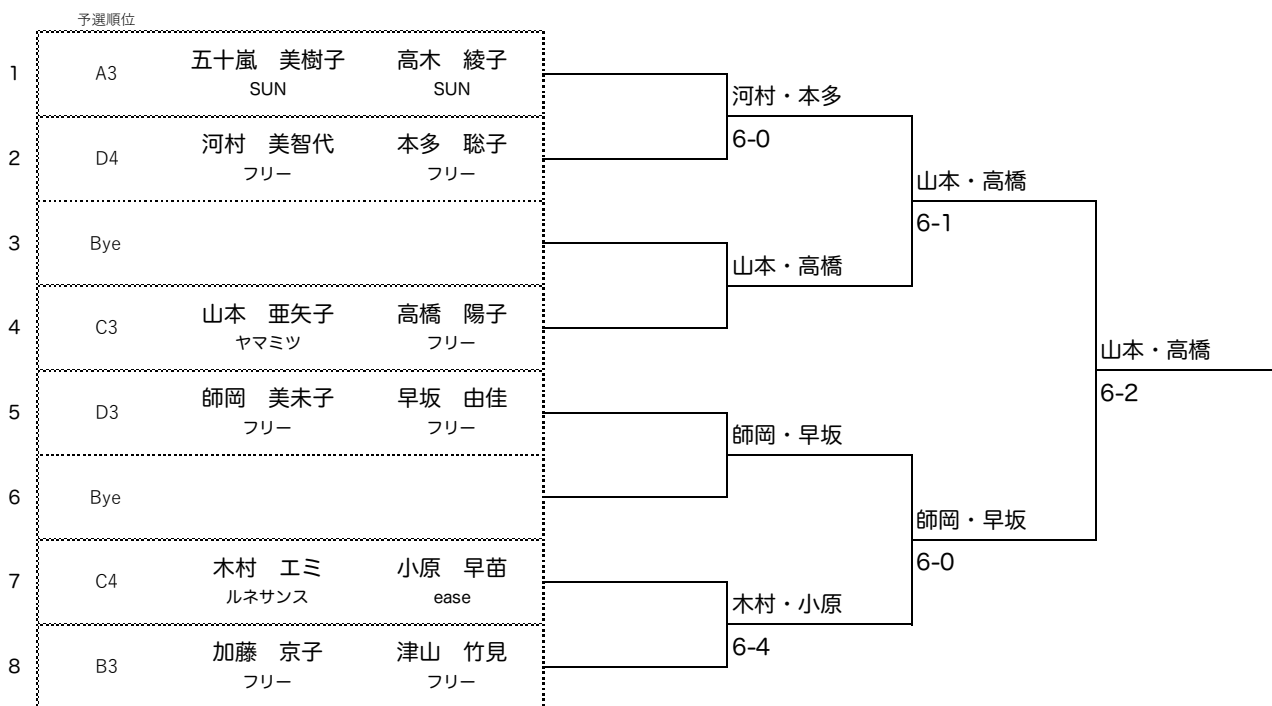 予選順位
1 A3 五十嵐　美樹子 高木　綾子
SUN SUN
河村・本多
6-0
2 D4 河村　美智代 本多　聡子
フリー フリー
山本・高橋
6-1
3 Bye
山本・高橋
4 C3 山本　亜矢子 高橋　陽子
ヤマミツ フリー
山本・高橋
6-2
5 D3 師岡　美未子 早坂　由佳
フリー フリー
師岡・早坂
6 Bye
師岡・早坂
6-0
7 C4 木村　エミ 小原　早苗
ルネサンス ease
木村・小原
6-4
8 B3 加藤　京子 津山　竹見
フリー フリー